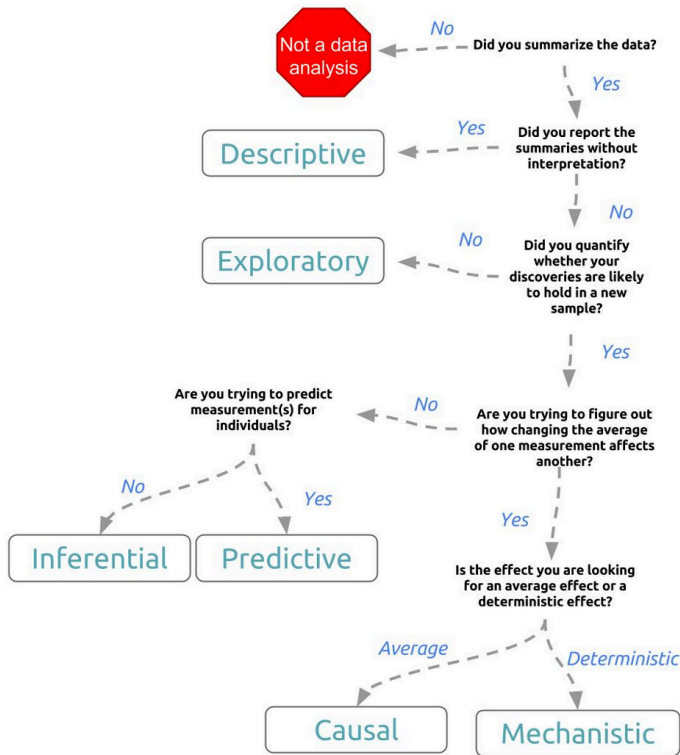 No
Not a data
analysis
Did you summarize the data?
Yes
Yes
Did you report the
summaries without
interpretation?
Descriptive
No
No
Did you quantify
whether your
discoveries are likely
to hold in a new
sample?
Exploratory
Yes
Are you trying to predict
measurement(s) for
individuals?
No
Are you trying to figure out
how changing the average
of one measurement affects
another?
No
Yes
Yes
Inferential
Predictive
Is the effect you are looking
for an average effect or a
deterministic effect?
Average
Deterministic
Causal
Mechanistic